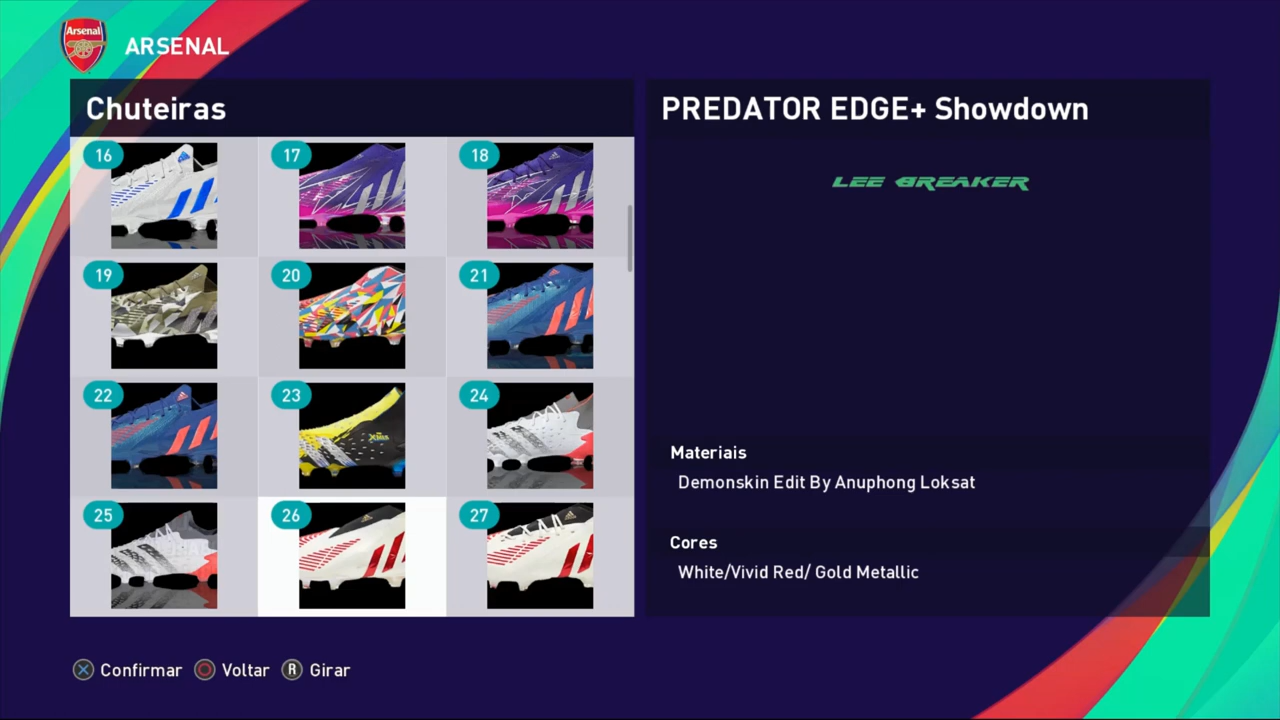 Arsenal
ARSENAL
Chuteiras
PREDATOR EDGE+ Showdown
LEE BREAKER
16
17
18
19
20
21
22
23
24
25
26
27
XMES
Materiais
Demonskin Edit By Anuphong Loksat
Cores
White/Vivid Red/ Gold Metallic
Confirmar
Voltar
R
Girar